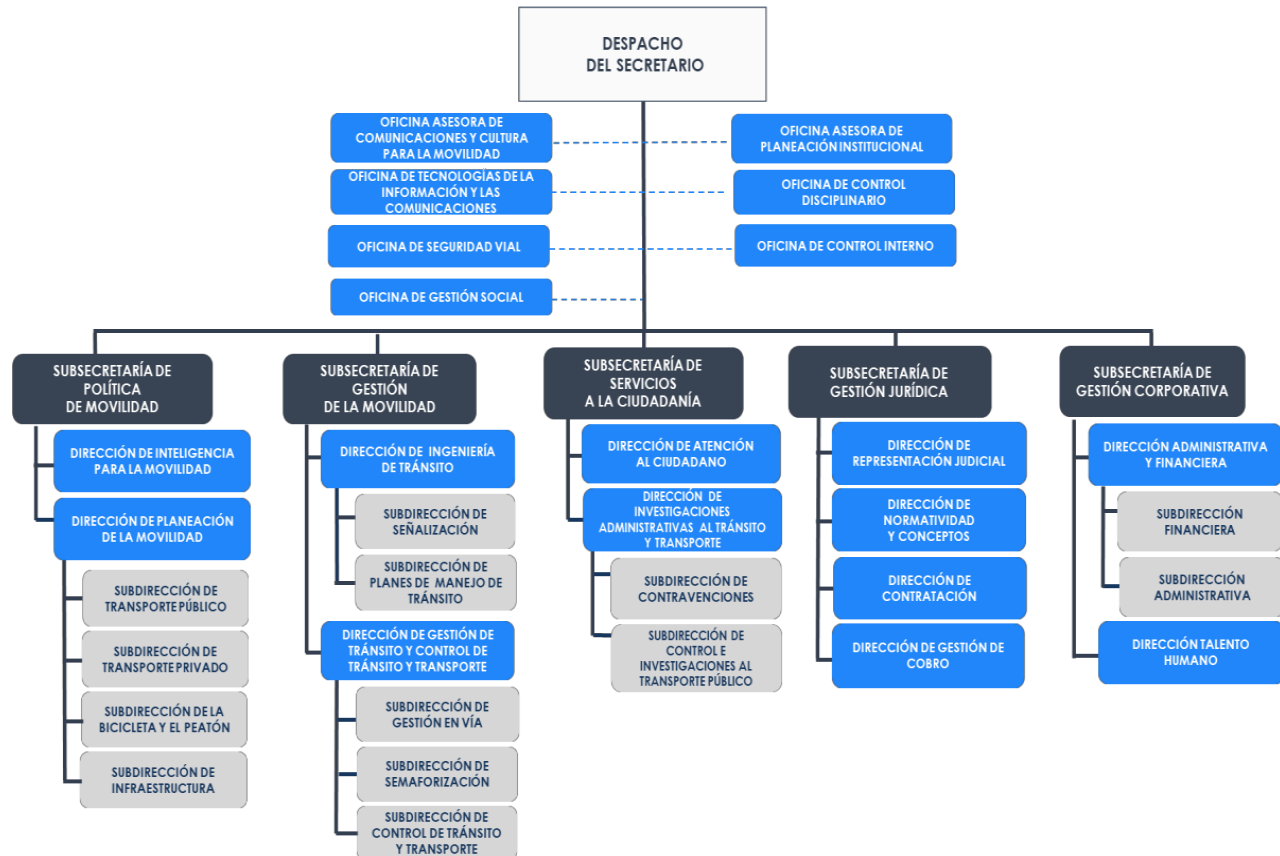 DESPACHO
DEL SECRETARIO
OFICINA ASESORA DE
COMUNICACIONES Y CULTURA
PARA LA MOVILIDAD
OFICINA ASESORA DE
PLANEACIÓN INSTITUCIONAL
OFICINA DE TECNOLOGÍAS DE LA
INFORMACIÓN Y LAS
COMUNICACIONES
OFICINA DE CONTROL
DISCIPLINARIO
OFICINA DE SEGURIDAD VIAL
OFICINA DE CONTROL INTERNO
OFICINA DE GESTIÓN SOCIAL
SUBSECRETARÍA DE
POLÍTICA
DE MOVILIDAD
DIRECCIÓN DE INTELIGENCIA
PARA LA MOVILIDAD
DIRECCIÓN DE PLANEACIÓN
DE LA MOVILIDAD
SUBDIRECCIÓN DE
TRANSPORTE PÚBLICO
SUBDIRECCIÓN DE
TRANSPORTE PRIVADO
SUBDIRECCIÓN DE LA
BICICLETA Y EL PEATÓN
SUBDIRECCIÓN DE
INFRAESTRUCTURA
SUBSECRETARÍA DE
GESTIÓN
DE LA MOVILIDAD
DIRECCIÓN DE INGENIERÍA
DE TRÁNSITO
SUBDIRECCIÓN DE
SEÑALIZACIÓN
SUBDIRECCIÓN DE
PLANES DE MANEJO DE
TRÁNSITO
DIRECCIÓN DE GESTIÓN DE
TRÁNSITO Y CONTROL DE
TRÁNSITO Y TRANSPORTE
SUBDIRECCIÓN DE
GESTIÓN EN VÍA
SUBDIRECCIÓN DE
SEMAFORIZACIÓN
SUBDIRECCIÓN DE
CONTROL DE TRÁNSITO
Y TRANSPORTE
SUBSECRETARÍA DE
SERVICIOS
A LA CIUDADANÍA
DIRECCIÓN DE ATENCIÓN
AL CIUDADANO
DIRECCIÓN DE
INVESTIGACIONES
ADMINISTRATIVAS AL TRÁNSITO
Y TRANSPORTE
SUBDIRECCIÓN DE
CONTRAVENCIONES
SUBDIRECCIÓN DE
CONTROL E
INVESTIGACIONES AL
TRANSPORTE PÚBLICO
SUBSECRETARÍA DE
GESTIÓN JURÍDICA
DIRECCIÓN DE
REPRESENTACIÓN JUDICIAL
DIRECCIÓN DE
NORMATIVIDAD
Y CONCEPTOS
DIRECCIÓN DE
CONTRATACIÓN
DIRECCIÓN DE GESTIÓN DE
COBRO
SUBSECRETARÍA DE
GESTIÓN CORPORATIVA
DIRECCIÓN ADMINISTRATIVA
Y FINANCIERA
SUBDIRECCIÓN
FINANCIERA
SUBDIRECCIÓN
ADMINISTRATIVA
DIRECCIÓN TALENTO
HUMANO